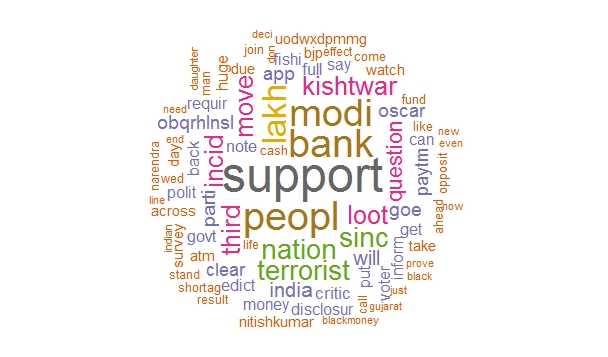 deci
uodwxdpmmg
join
don
bjp
effect
daughter
man
huge
due
app
fishi
full
say
come
watch
requir
move
lakh
kishtwar
modi
oscar
fund
need
obqrhlnsl
note
cash
bank
question
can
like
new
even
end
day
back
incid
paytm
opposit
narendra
wed
support
line
polit
parti
peopl
loot
goe
ahead
now
across
third
sinc
get
indian
survey
govt
life
nation
will
inform
take
atm
terrorist
prove
stand
clear
put
voter
black
shortag
edict
india
critic
call
just
result
money
disclosur
gujarat
nitishkumar
blackmoney